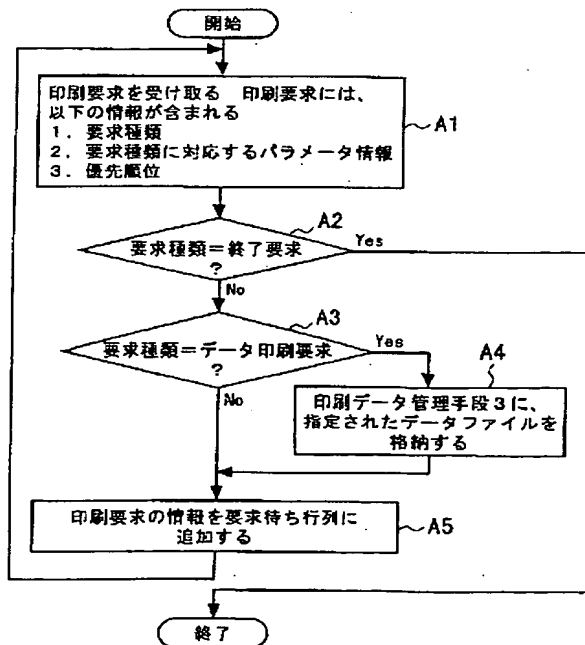 開始
印刷要求を受け取る 印刷要求には、
以下の情報が含まれる
1. 要求種類
2. 要求種類に対応するパラメータ情報
3. 優先順位
A1
A2
要求種類＝終了要求
?
Yes
No
A3
要求種類＝データ印刷要求
?
Yes
No
A4
印刷データ管理手段3に、
指定されたデータファイルを
格納する
印刷要求の情報を要求待ち行列に
追加する
A5
終了